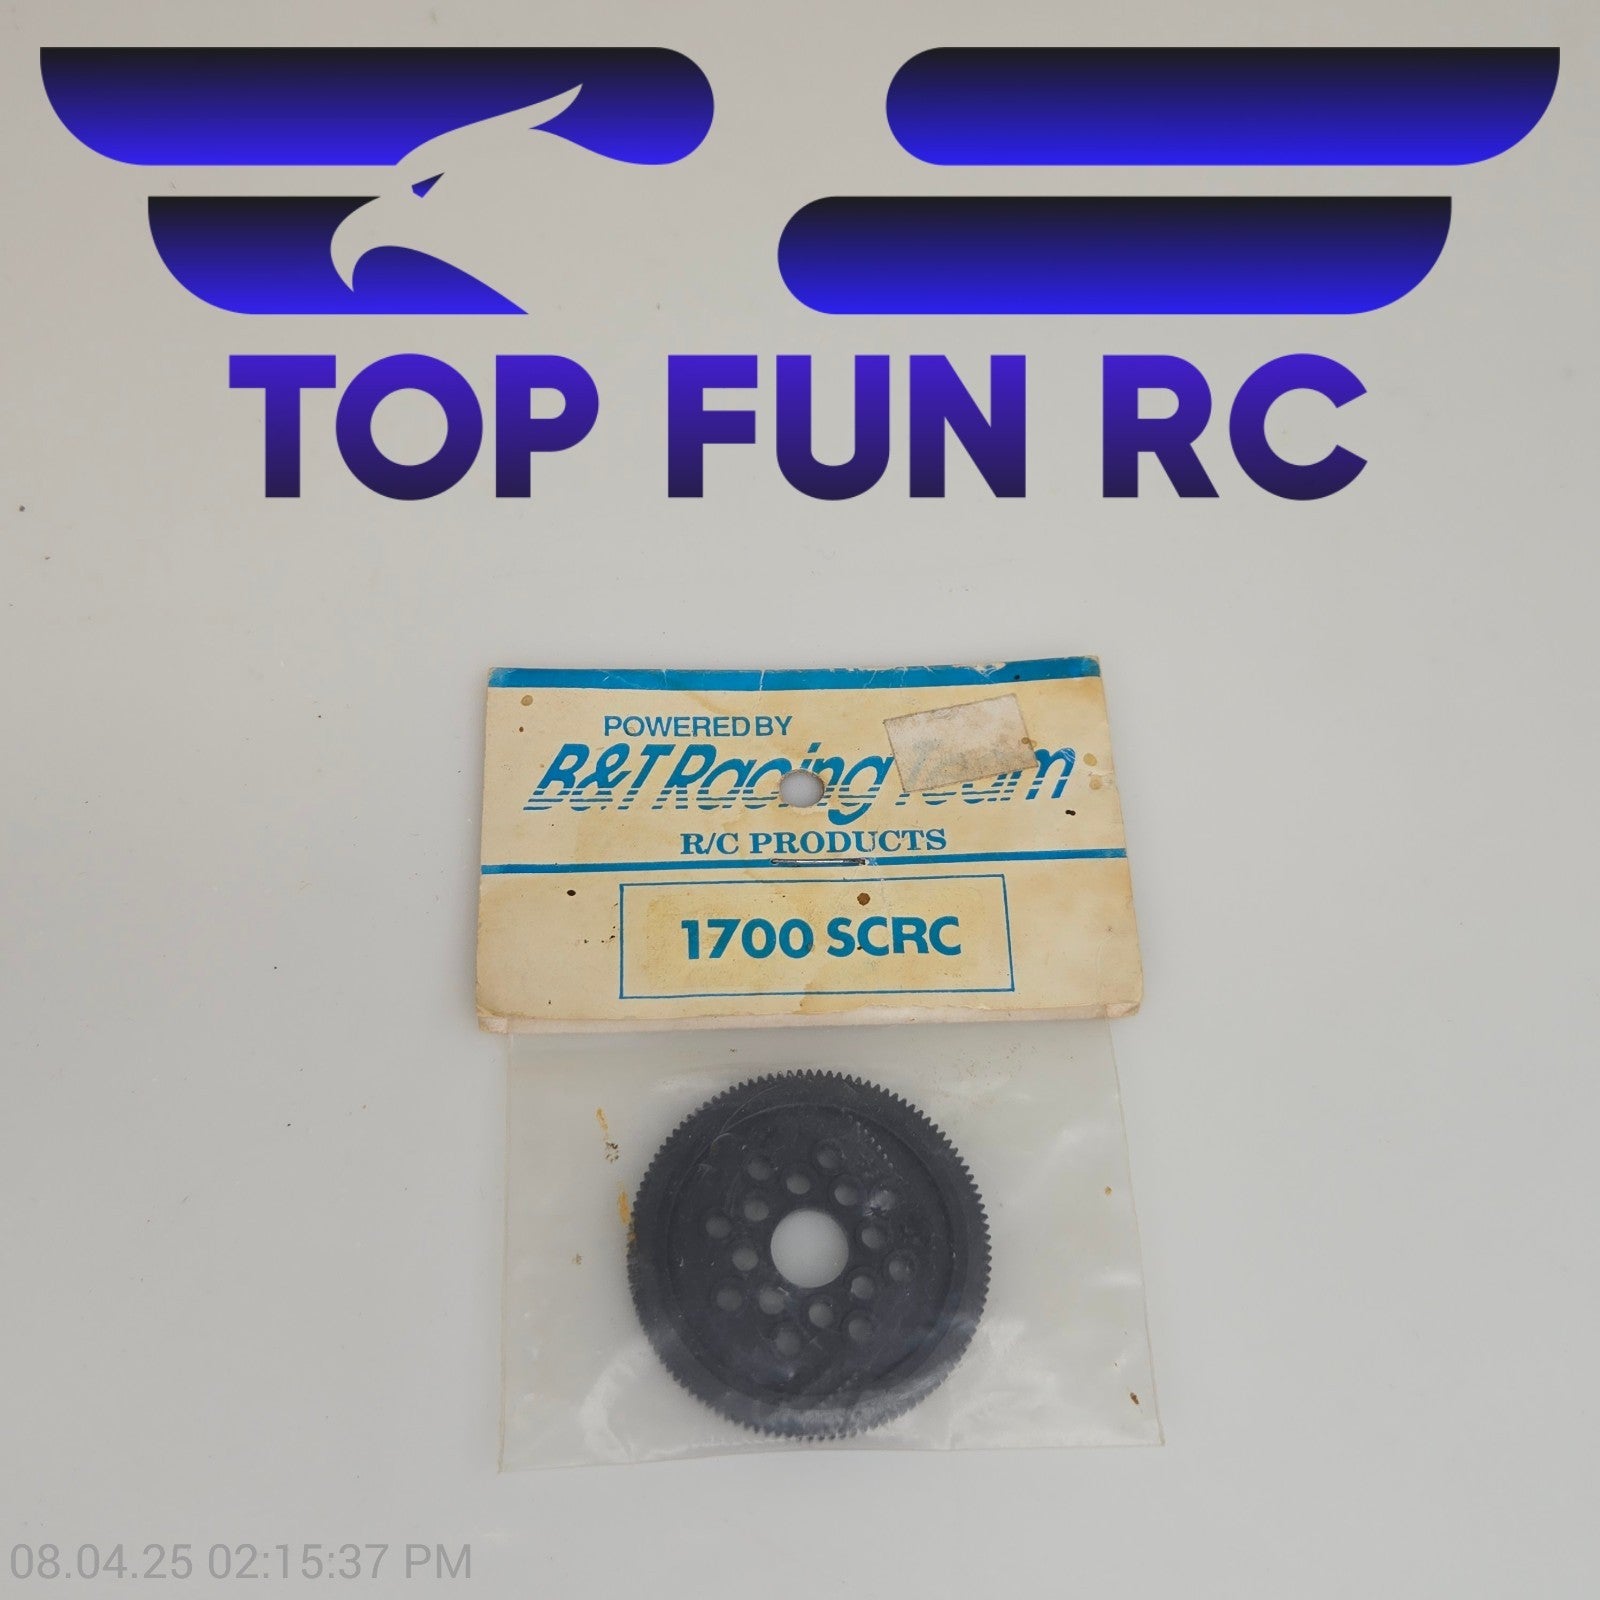 TOP FUN RC
POWERED BY
B&T Racing Team
R/C PRODUCTS
1700 SCRC
08.04.25 02:15:37 PM